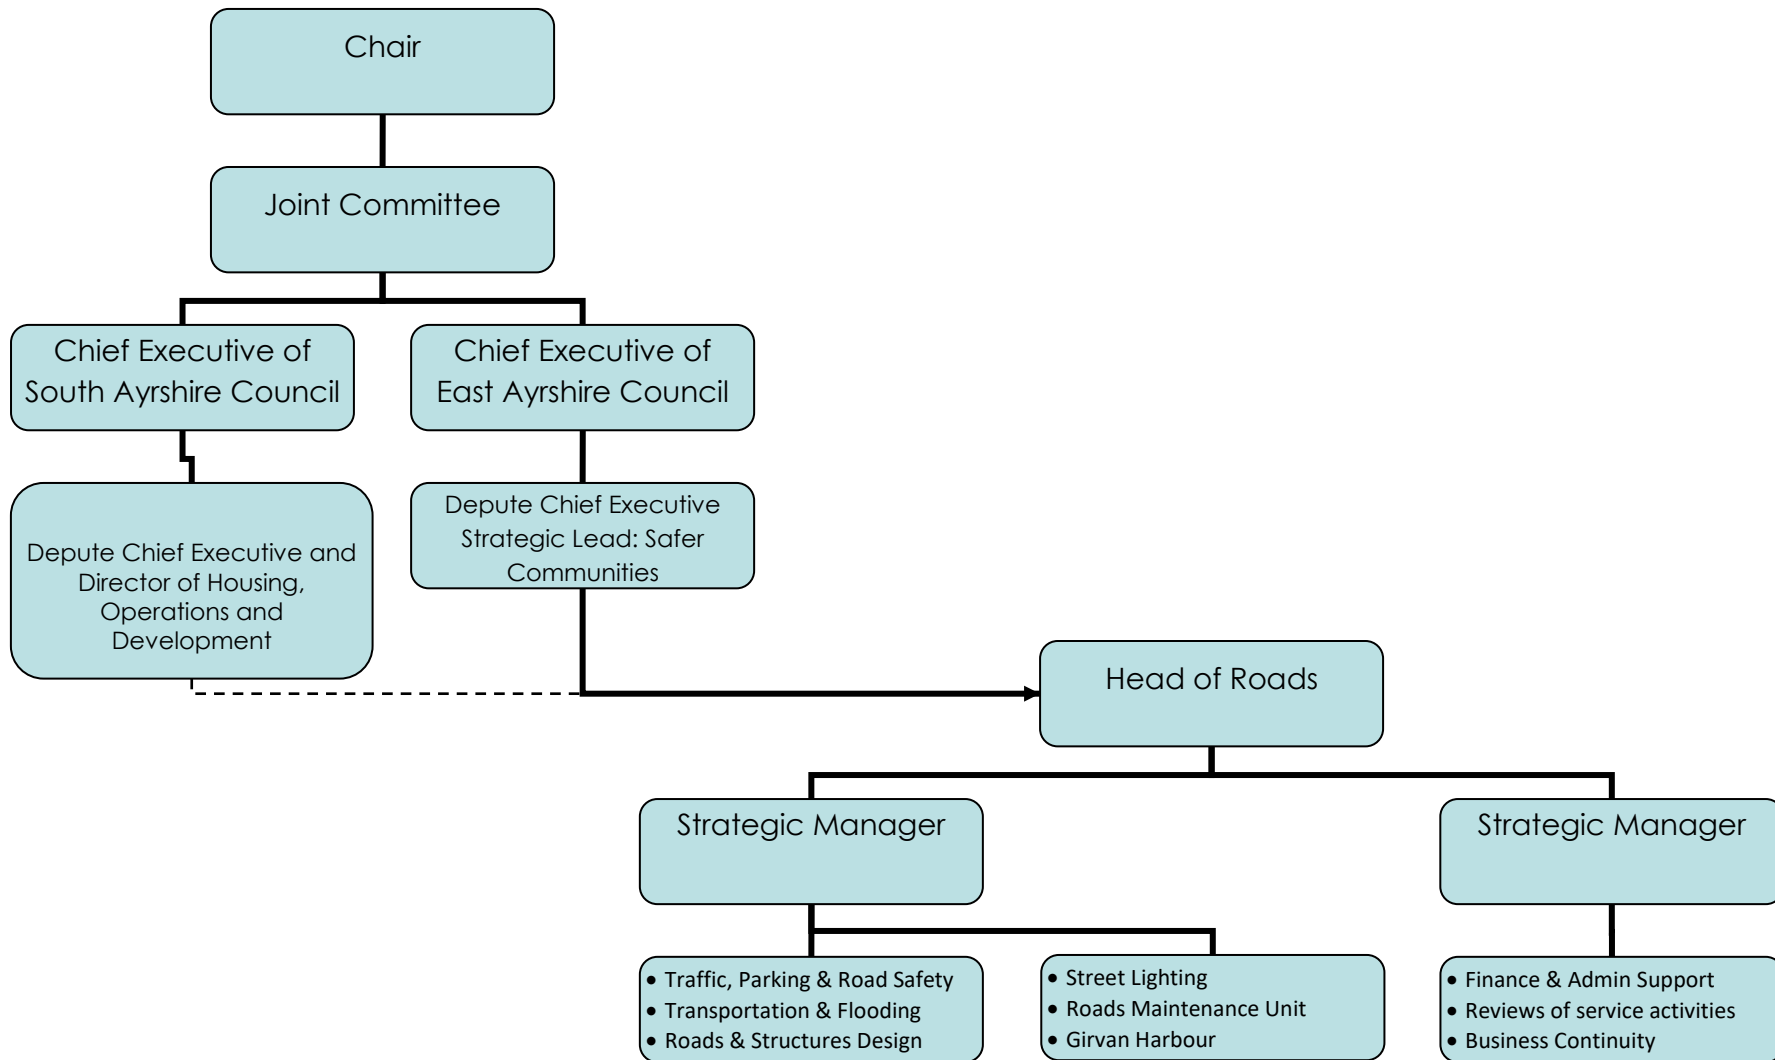 Chair
Joint Committee
Chief Executive of
South Ayrshire Council
Chief Executive of
East Ayrshire Council
Depute Chief Executive and
Director of Housing,
Operations and
Development
Depute Chief Executive
Strategic Lead: Safer
Communities
Head of Roads
Strategic Manager
Strategic Manager
• Traffic, Parking & Road Safety
• Transportation & Flooding
• Roads & Structures Design
• Street Lighting
• Roads Maintenance Unit
• Girvan Harbour
• Finance & Admin Support
• Reviews of service activities
• Business Continuity